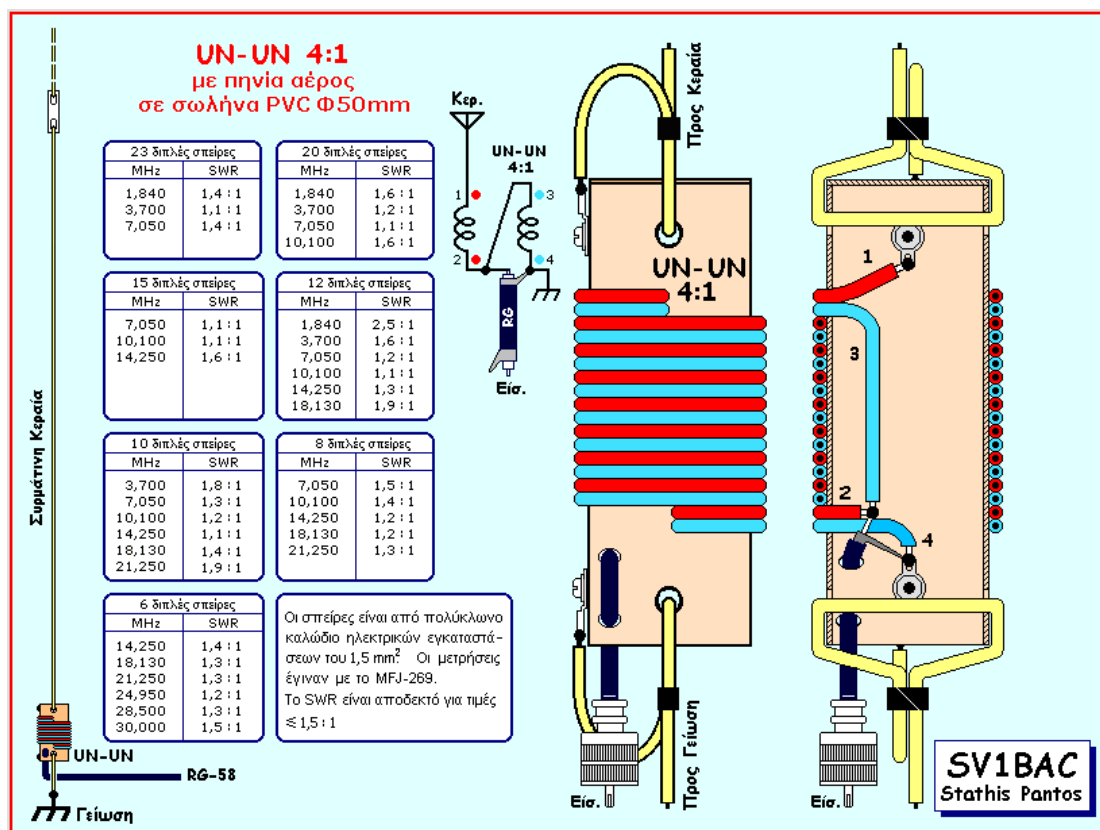 UN-UN 4:1
με πηνία αέρος
σε σωλήνα PVC Φ50mm
23 διπλές σπείρες
MHz SWR
1,840 1,4:1
3,700 1,1:1
7,050 1,4:1
20 διπλές σπείρες
MHz SWR
1,840 1,6:1
3,700 1,2:1
7,050 1,1:1
10,100 1,6:1
15 διπλές σπείρες
MHz SWR
7,050 1,1:1
10,100 1,1:1
14,250 1,6:1
12 διπλές σπείρες
MHz SWR
1,840 2,5:1
3,700 1,6:1
7,050 1,2:1
10,100 1,1:1
14,250 1,3:1
18,130 1,9:1
10 διπλές σπείρες
MHz SWR
3,700 1,8:1
7,050 1,3:1
10,100 1,2:1
14,250 1,1:1
18,130 1,4:1
21,250 1,9:1
8 διπλές σπείρες
MHz SWR
7,050 1,5:1
10,100 1,4:1
14,250 1,2:1
18,130 1,2:1
21,250 1,3:1
6 διπλές σπείρες
MHz SWR
14,250 1,4:1
18,130 1,3:1
21,250 1,3:1
24,950 1,2:1
28,500 1,3:1
30,000 1,5:1
Οι σπείρες είναι από πολύκλωνο
καλώδιο ηλεκτρικών εγκαταστά-
σεων του 1,5 mm². Οι μετρήσεις
έγιναν με το MFJ-269.
Το SWR είναι αποδεκτό για τιμές
≤ 1,5:1
Συρμάτινη Κεραία
UN-UN
RG-58
Γείωση
Κερ.
UN-UN
4:1
1
3
2
4
RG
Είσ.
Προς Κεραία
UN-UN
4:1
Προς Γείωση
Είσ.
1
3
2
4
Είσ.
SV1BAC
Stathis Pantos